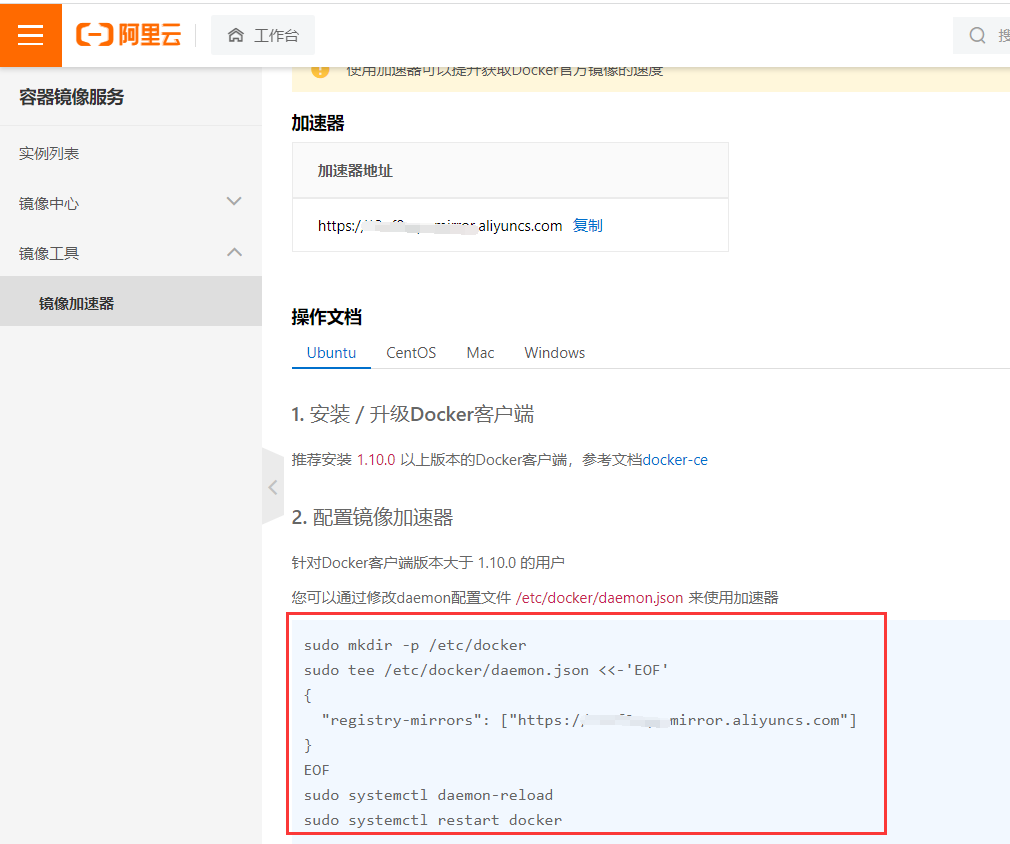 阿里云
工作台
搜
使用加速器可以提升获取Docker官方镜像的速度
容器镜像服务
实例列表
镜像中心
镜像工具
镜像加速器
加速器
加速器地址
https:/ mirror.aliyuncs.com 复制
操作文档
Ubuntu CentOS Mac Windows
1. 安装 / 升级Docker客户端
推荐安装 1.10.0 以上版本的Docker客户端，参考文档docker-ce
2. 配置镜像加速器
针对Docker客户端版本大于 1.10.0 的用户
您可以通过修改daemon配置文件 /etc/docker/daemon.json 来使用加速器
sudo mkdir -p /etc/docker
sudo tee /etc/docker/daemon.json <<-'EOF'
{
  "registry-mirrors": ["https:/ mirror.aliyuncs.com"]
}
EOF
sudo systemctl daemon-reload
sudo systemctl restart docker